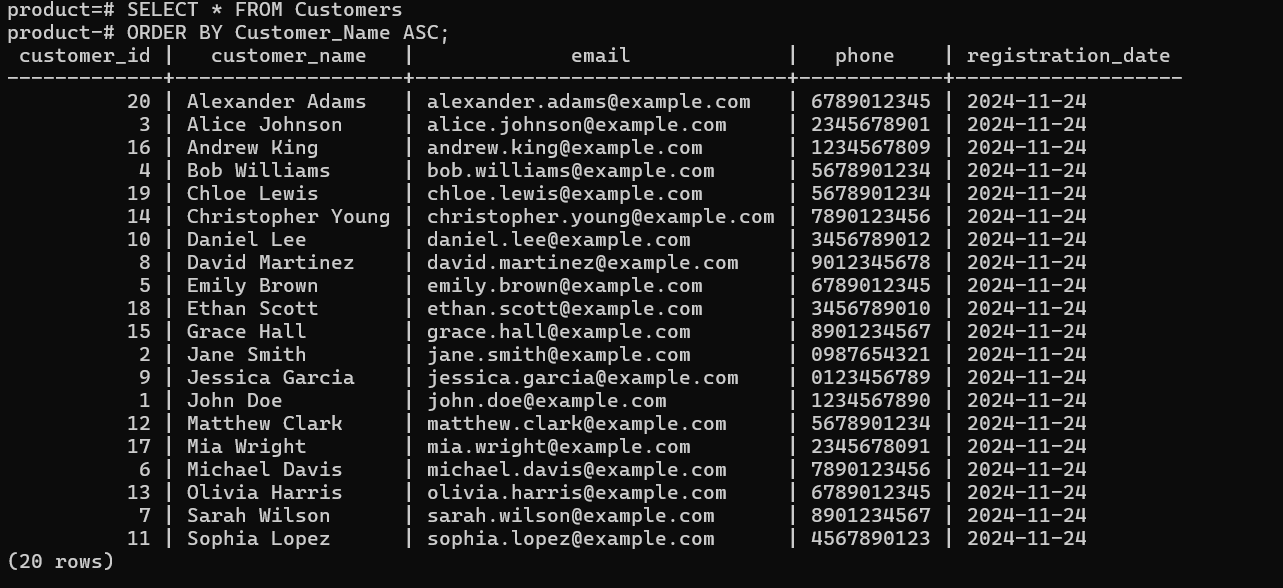 product=# SELECT * FROM Customers
product-# ORDER BY Customer_Name ASC;
 customer_id |   customer_name   |             email             |   phone    | registration_date
-------------+-------------------+-------------------------------+------------+-------------------
          20 | Alexander Adams   | alexander.adams@example.com   | 6789012345 | 2024-11-24
           3 | Alice Johnson     | alice.johnson@example.com     | 2345678901 | 2024-11-24
          16 | Andrew King       | andrew.king@example.com       | 1234567809 | 2024-11-24
           4 | Bob Williams      | bob.williams@example.com      | 5678901234 | 2024-11-24
          19 | Chloe Lewis       | chloe.lewis@example.com       | 5678901234 | 2024-11-24
          14 | Christopher Young | christopher.young@example.com | 7890123456 | 2024-11-24
          10 | Daniel Lee        | daniel.lee@example.com        | 3456789012 | 2024-11-24
           8 | David Martinez    | david.martinez@example.com    | 9012345678 | 2024-11-24
           5 | Emily Brown       | emily.brown@example.com       | 6789012345 | 2024-11-24
          18 | Ethan Scott       | ethan.scott@example.com       | 3456789010 | 2024-11-24
          15 | Grace Hall        | grace.hall@example.com        | 8901234567 | 2024-11-24
           2 | Jane Smith        | jane.smith@example.com        | 0987654321 | 2024-11-24
           9 | Jessica Garcia    | jessica.garcia@example.com    | 0123456789 | 2024-11-24
           1 | John Doe          | john.doe@example.com          | 1234567890 | 2024-11-24
          12 | Matthew Clark     | matthew.clark@example.com     | 5678901234 | 2024-11-24
          17 | Mia Wright        | mia.wright@example.com        | 2345678091 | 2024-11-24
           6 | Michael Davis     | michael.davis@example.com     | 7890123456 | 2024-11-24
          13 | Olivia Harris     | olivia.harris@example.com     | 6789012345 | 2024-11-24
           7 | Sarah Wilson      | sarah.wilson@example.com      | 8901234567 | 2024-11-24
          11 | Sophia Lopez      | sophia.lopez@example.com      | 4567890123 | 2024-11-24
(20 rows)